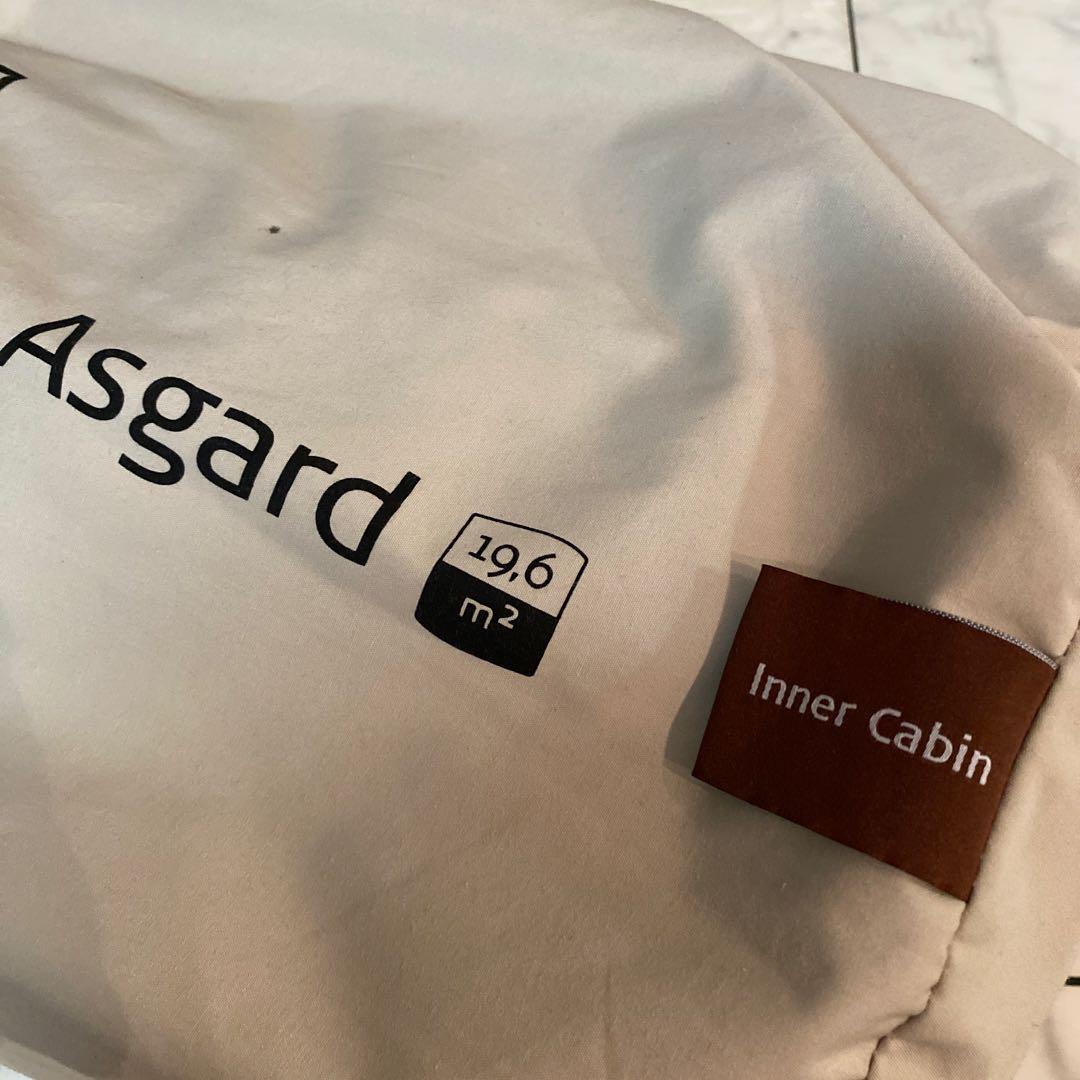 Asgard
19,6
m²
Inner Cabin